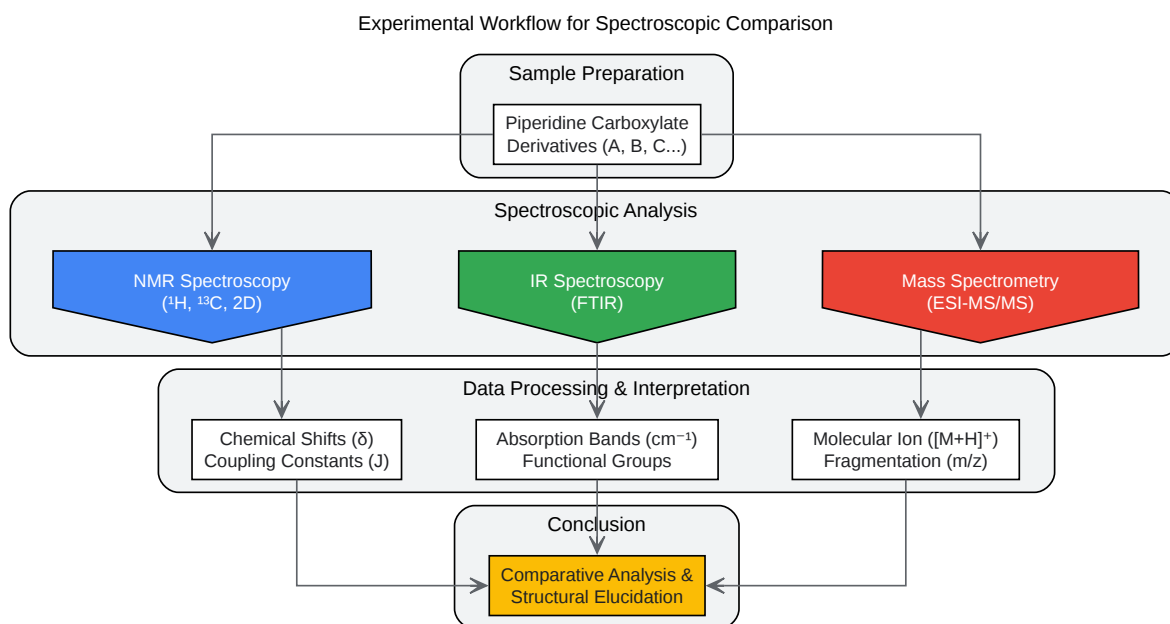 Experimental Workflow for Spectroscopic Comparison
Sample Preparation
Piperidine Carboxylate
Derivatives (A, B, C...)
Spectroscopic Analysis
NMR Spectroscopy
(¹H, ¹³C, 2D)
IR Spectroscopy
(FTIR)
Mass Spectrometry
(ESI-MS/MS)
Data Processing & Interpretation
Chemical Shifts (δ)
Coupling Constants (J)
Absorption Bands (cm⁻¹)
Functional Groups
Molecular Ion ([M+H]⁺)
Fragmentation (m/z)
Conclusion
Comparative Analysis &
Structural Elucidation